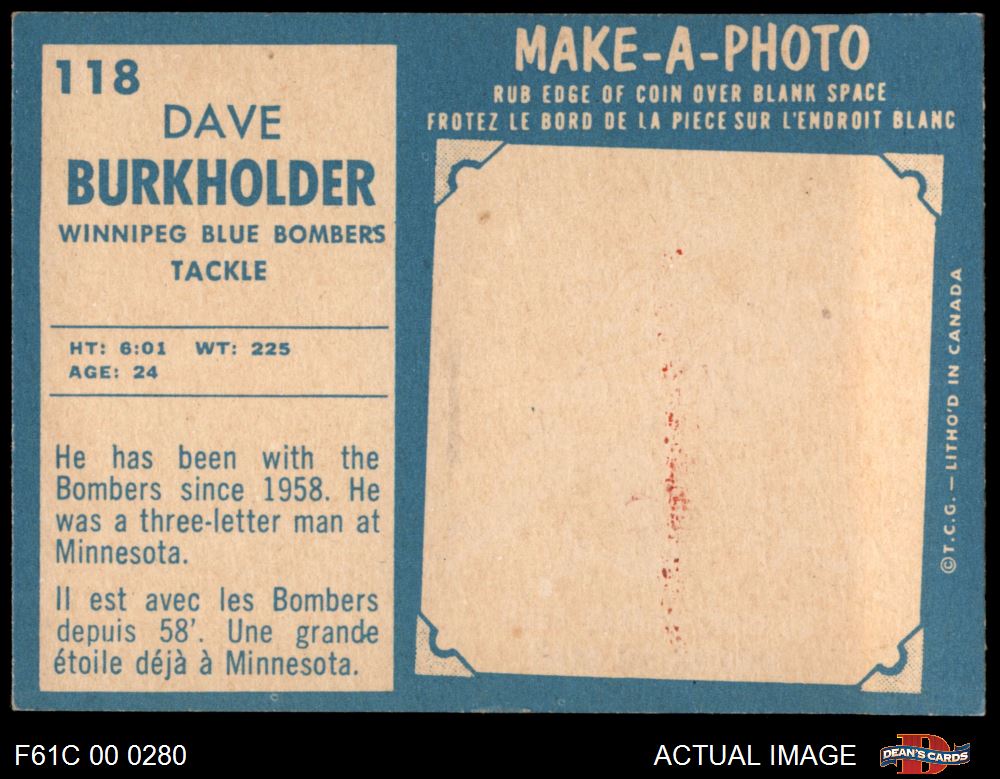 118
DAVE
BURKHOLDER
WINNIPEG BLUE BOMBERS
TACKLE
HT: 6:01 WT: 225
AGE: 24
He has been with the
Bombers since 1958. He
was a three-letter man at
Minnesota.
Il est avec les Bombers
depuis 58'. Une grande
étoile déjà à Minnesota.
MAKE-A-PHOTO
RUB EDGE OF COIN OVER BLANK SPACE
FROTEZ LE BORD DE LA PIECE SUR L'ENDROIT BLANC
©T.C.G. — LITHO'D IN CANADA
F61C 00 0280
ACTUAL IMAGE
DEAN'S CARDS